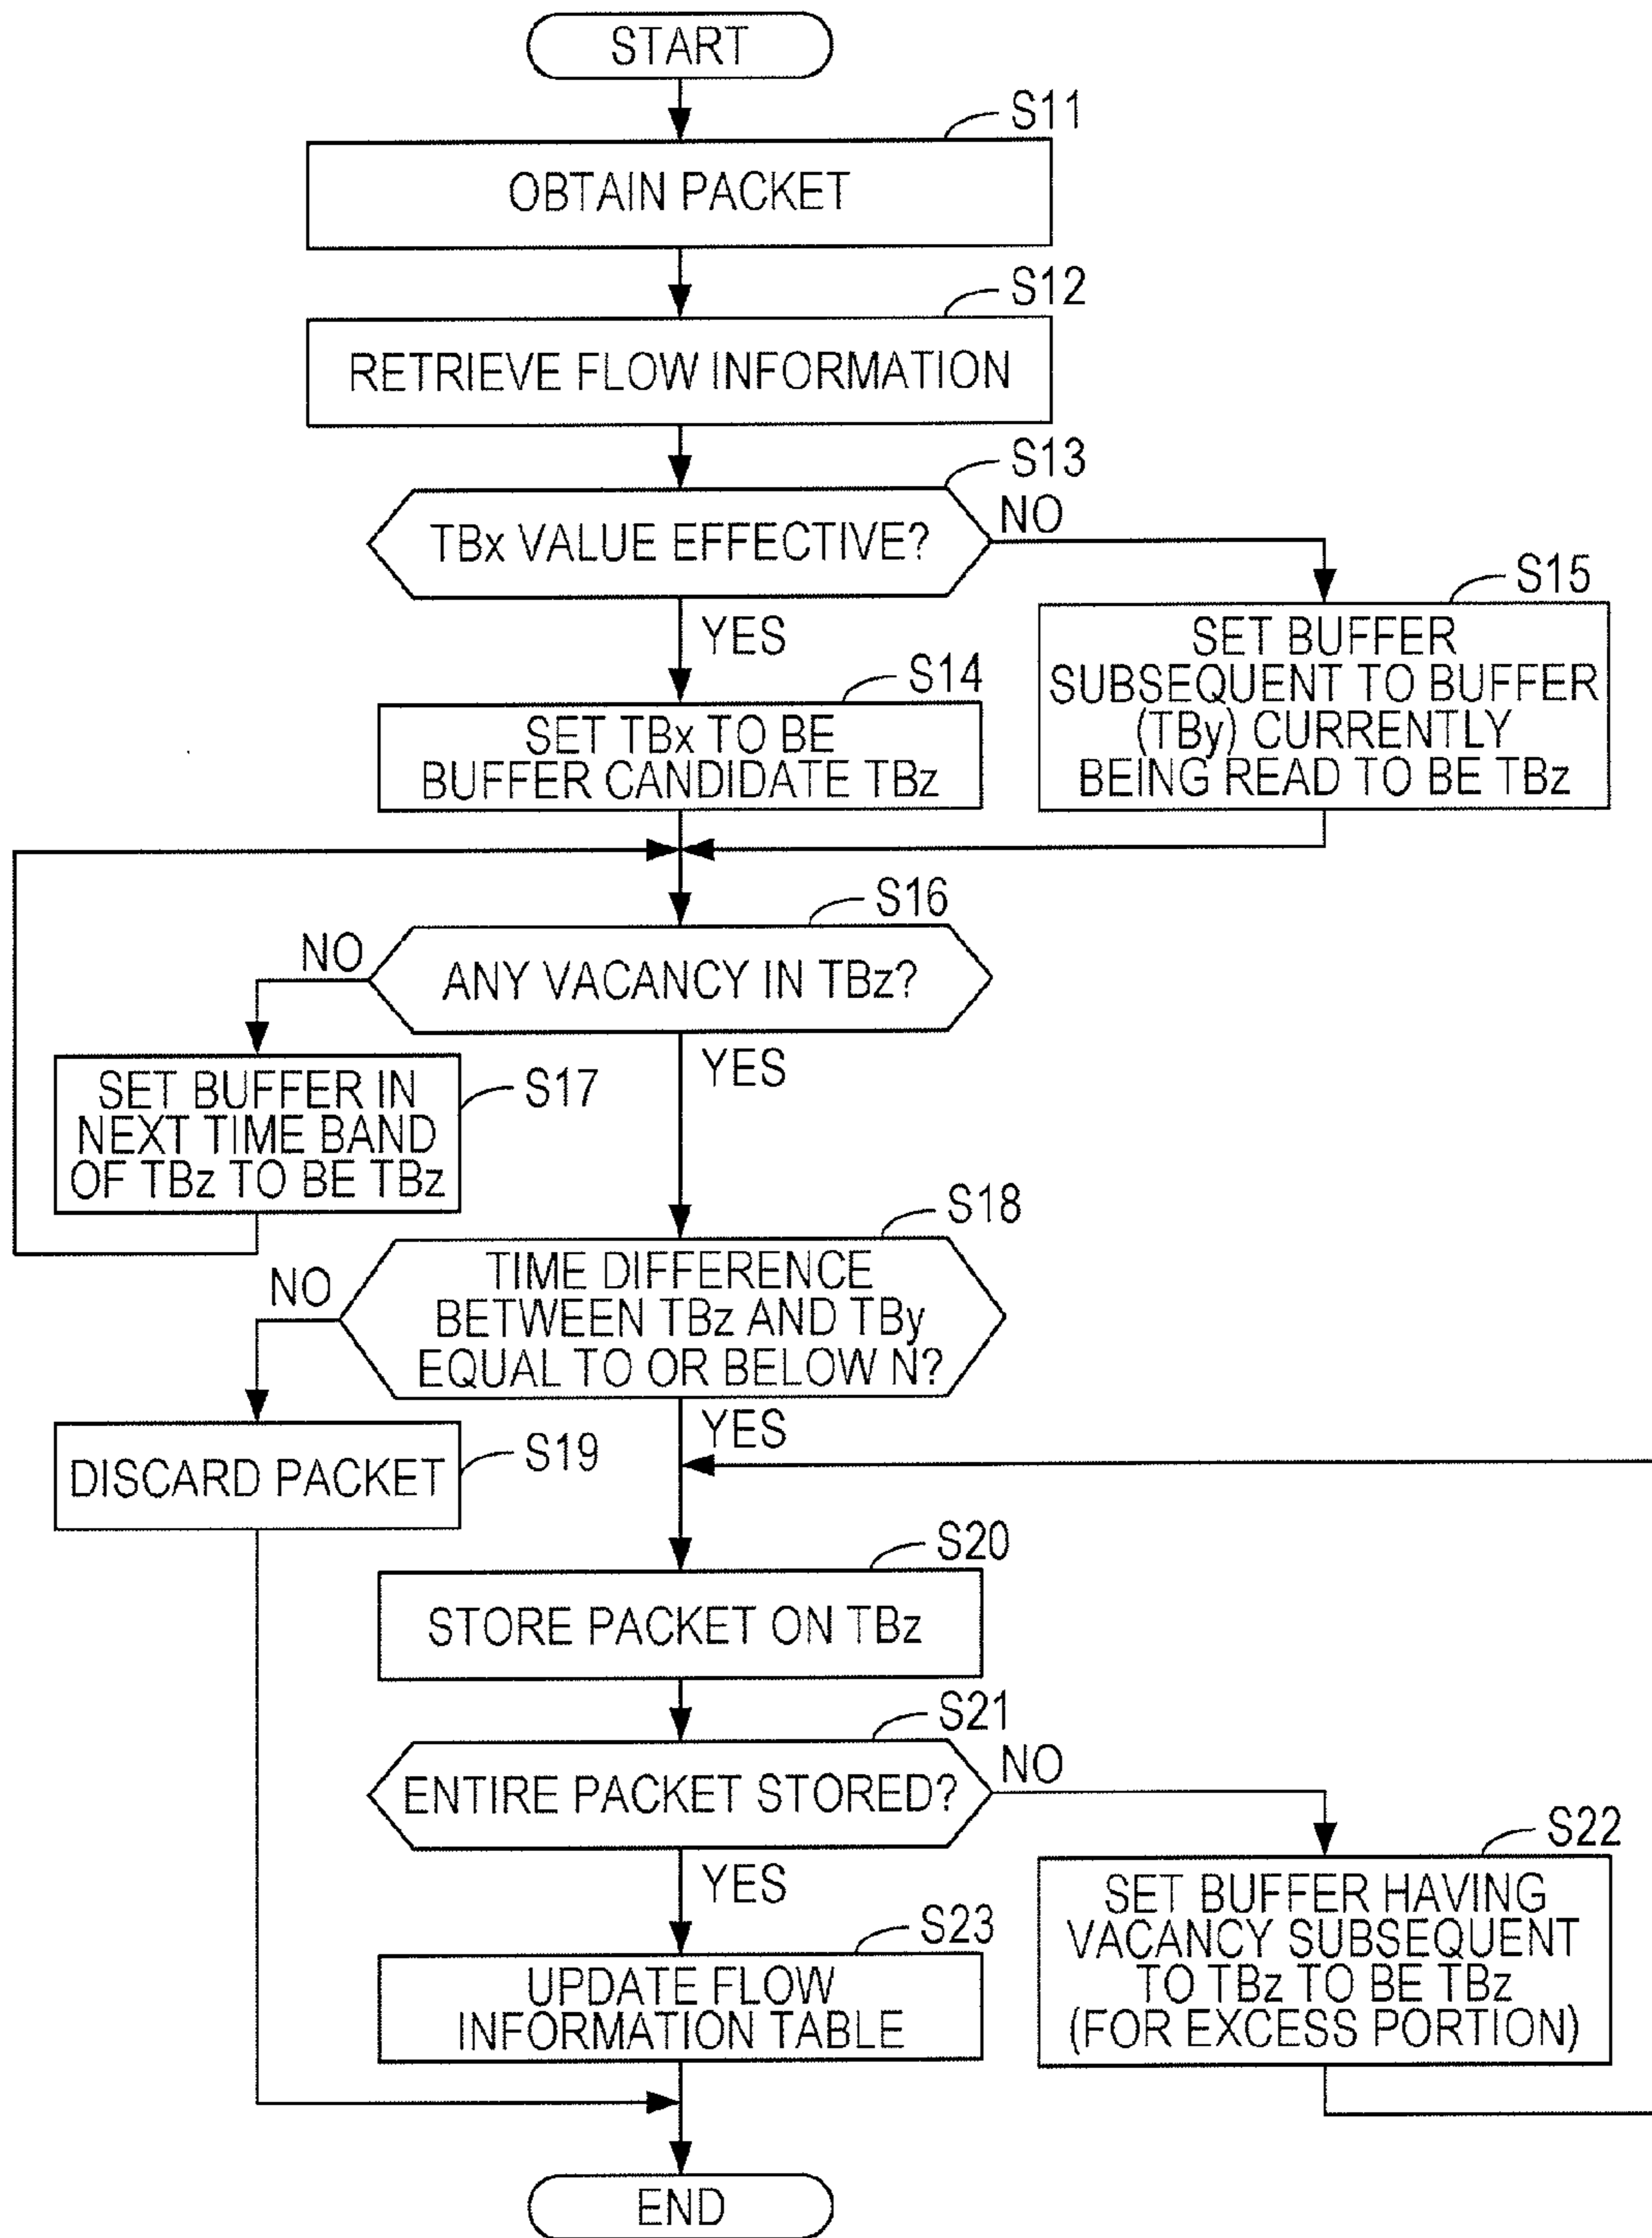 START
S11
OBTAIN PACKET
S12
RETRIEVE FLOW INFORMATION
S13
TBx VALUE EFFECTIVE?
NO
YES
S14
SET TBx TO BE
BUFFER CANDIDATE TBz
S15
SET BUFFER
SUBSEQUENT TO BUFFER
(TBy) CURRENTLY
BEING READ TO BE TBz
S16
ANY VACANCY IN TBz?
NO
YES
S17
SET BUFFER IN
NEXT TIME BAND
OF TBz TO BE TBz
S18
TIME DIFFERENCE
BETWEEN TBz AND TBy
EQUAL TO OR BELOW N?
NO
YES
S19
DISCARD PACKET
S20
STORE PACKET ON TBz
S21
ENTIRE PACKET STORED?
NO
YES
S22
SET BUFFER HAVING
VACANCY SUBSEQUENT
TO TBz TO BE TBz
(FOR EXCESS PORTION)
S23
UPDATE FLOW
INFORMATION TABLE
END